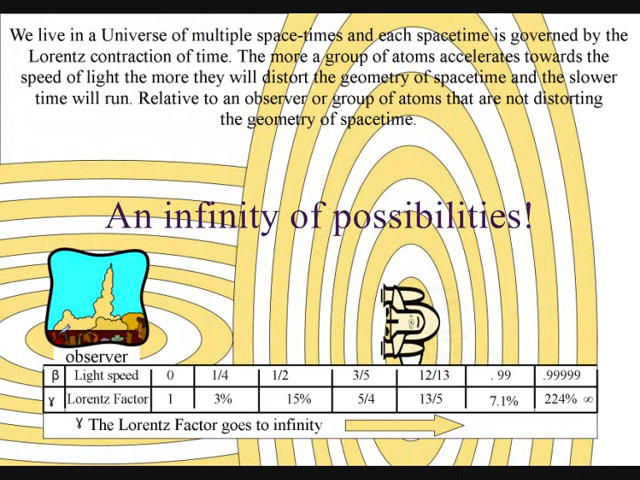 We live in a Universe of multiple space-times and each spacetime is governed by the
Lorentz contraction of time. The more a group of atoms accelerates towards the
speed of light the more they will distort the geometry of spacetime and the slower
time will run. Relative to an observer or group of atoms that are not distorting
the geometry of spacetime.
An infinity of possibilities!
observer
β Light speed 0 1/4 1/2 3/5 12/13 . 99 .99999
γ Lorentz Factor 1 3% 15% 5/4 13/5 7.1% 224% ∞
γ The Lorentz Factor goes to infinity